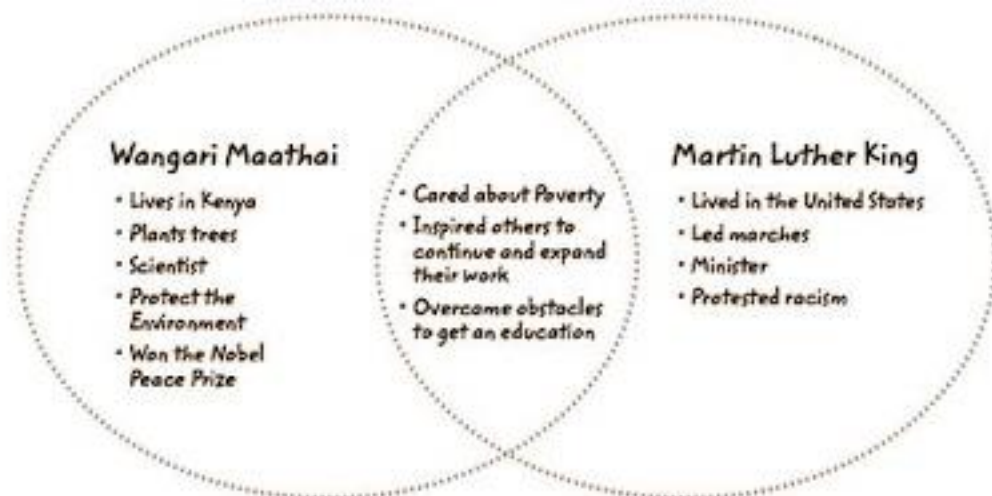 Wangari Maathai
• Lives in Kenya
• Plants trees
• Scientist
• Protect the
Environment
• Won the Nobel
Peace Prize
• Cared about Poverty
• Inspired others to
continue and expand
their work
• Overcame obstacles
to get an education
Martin Luther King
• Lived in the United States
• Led marches
• Minister
• Protested racism